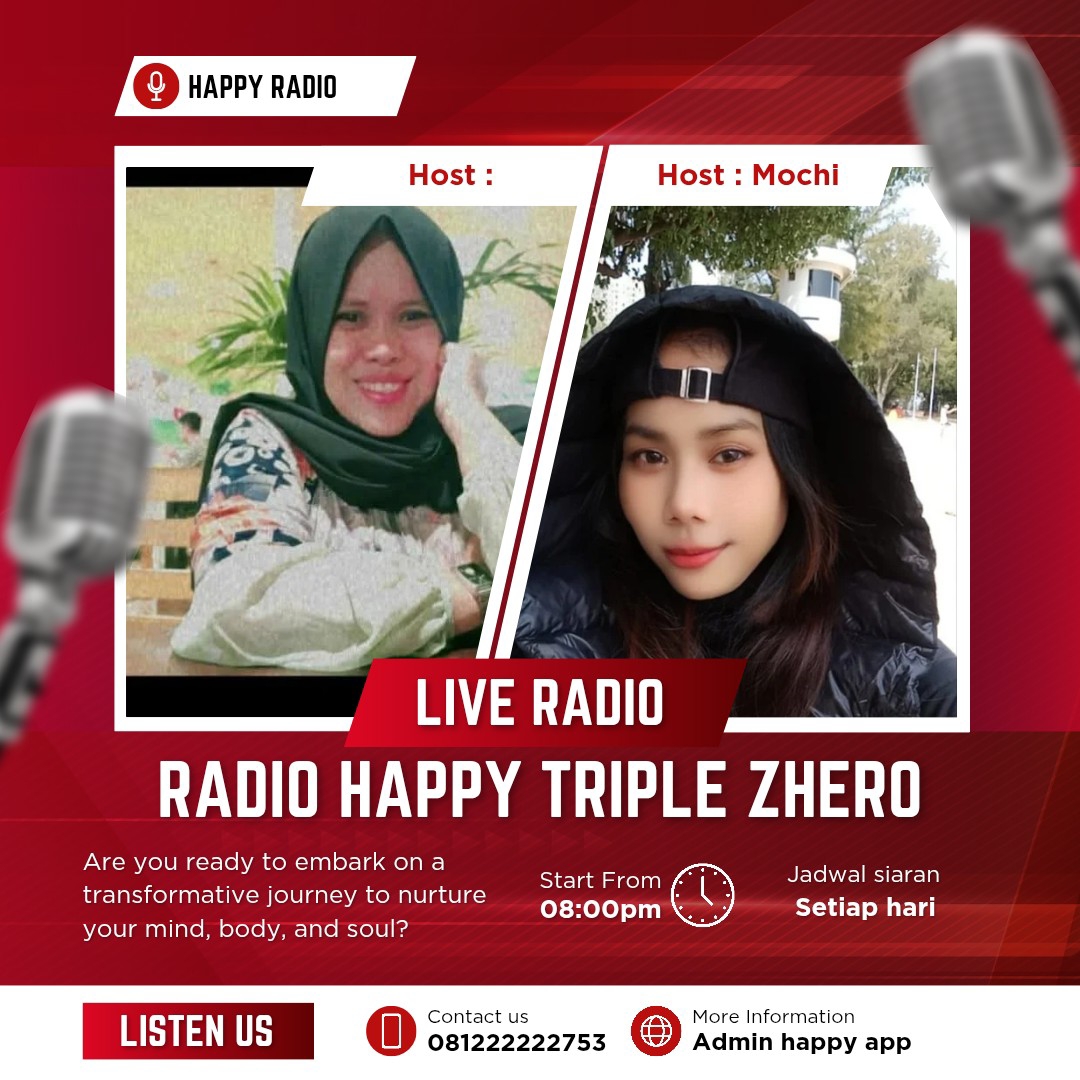 HAPPY RADIO
Host :
Host : Mochi
LIVE RADIO
RADIO HAPPY TRIPLE ZHERO
Are you ready to embark on a
transformative journey to nurture
your mind, body, and soul?
Start From
08:00pm
Jadwal siaran
Setiap hari
LISTEN US
Contact us
081222222753
More Information
Admin happy app